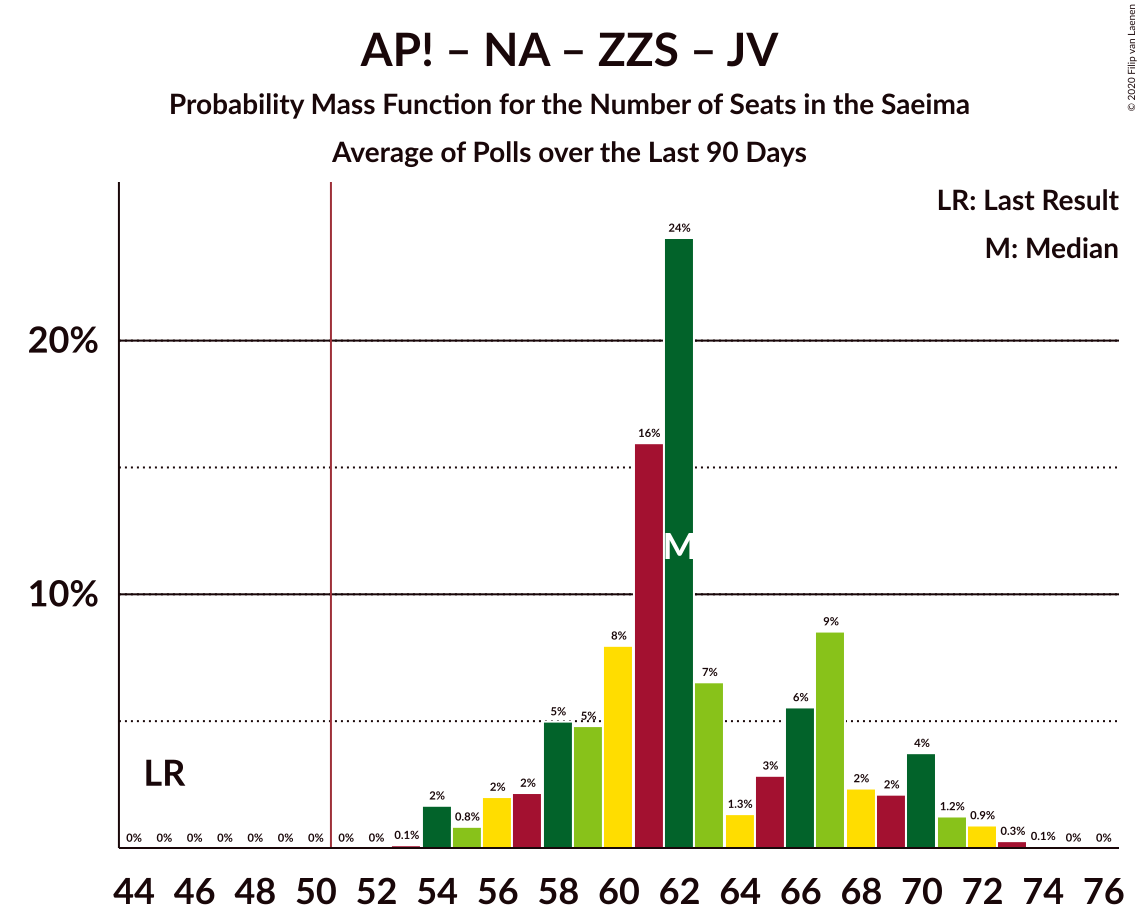 AP! – NA – ZZS – JV
Probability Mass Function for the Number of Seats in the Saeima
Average of Polls over the Last 90 Days
© 2020 Filip van Laenen
LR: Last Result
M: Median
20%
10%
LR
M
0% 0% 0% 0% 0% 0% 0% 0% 0% 0.1% 2% 0.8% 2% 2% 5% 5% 8% 16% 24% 7% 1.3% 3% 6% 9% 2% 2% 4% 1.2% 0.9% 0.3% 0.1% 0% 0%
44 46 48 50 52 54 56 58 60 62 64 66 68 70 72 74 76